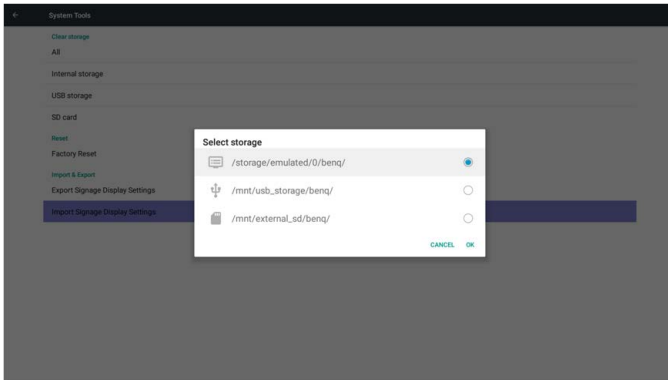 System Tools
Clear storage
All
Internal storage
USB storage
SD card
Reset
Factory Reset
Import & Export
Export Signage Display Settings
Import Signage Display Settings
Select storage
/storage/emulated/0/benq/
/mnt/usb_storage/benq/
/mnt/external_sd/benq/
CANCEL OK